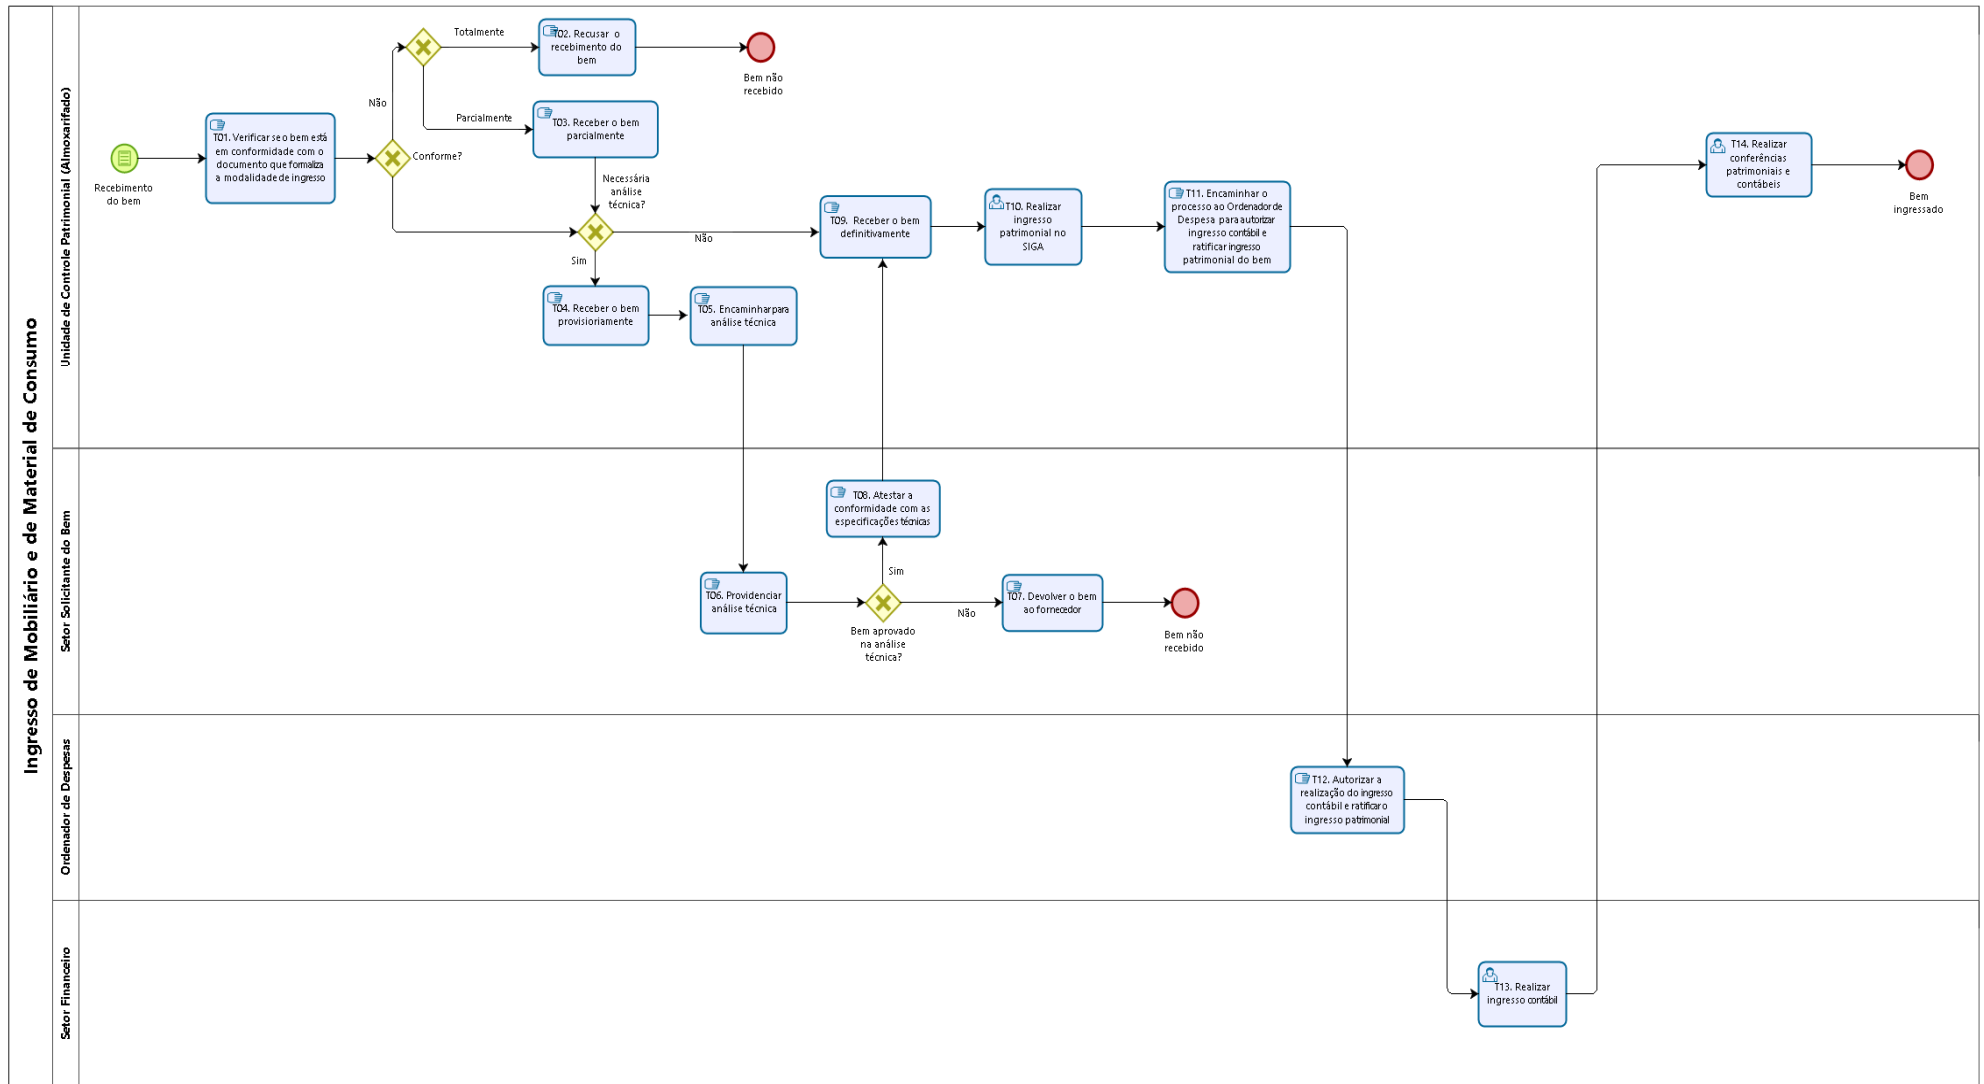 Ingresso de Mobiliário e de Material de Consumo
Unidade de Controle Patrimonial (Almoxarifado)
Recebimento
do bem
T01. Verificar se o bem está
em conformidade com o
documento que formaliza
a modalidade de ingresso
Conforme?
Não
Totalmente
T02. Recusar o
recebimento do
bem
Bem não
recebido
Parcialmente
T03. Receber o bem
parcialmente
Necessária
análise
técnica?
Não
Sim
T04. Receber o bem
provisioriamente
T05. Encaminhar para
análise técnica
T09. Receber o bem
definitivamente
T10. Realizar
ingresso
patrimonial no
SIGA
T11. Encaminhar o
processo ao Ordenador de
Despesa para autorizar
ingresso contábil e
ratificar ingresso
patrimonial do bem
T14. Realizar
conferências
patrimoniais e
contábeis
Bem
ingressado
Setor Solicitante do Bem
T06. Providenciar
análise técnica
Bem aprovado
na análise
técnica?
Sim
T08. Atestar a
conformidade com as
especificações técnicas
Não
T07. Devolver o bem
ao fornecedor
Bem não
recebido
Ordenador de Despesas
T12. Autorizar a
realização do ingresso
contábil e ratificar o
ingresso patrimonial
Setor Financeiro
T13. Realizar
ingresso contábil